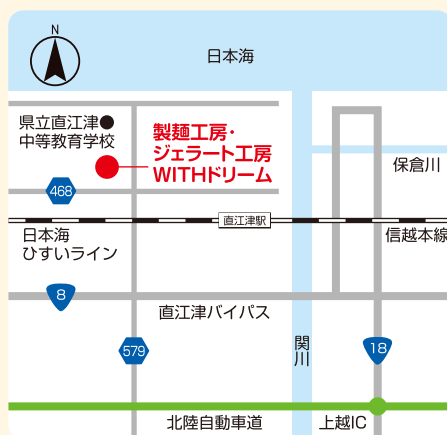 N
日本海
県立直江津
中等教育学校
製麺工房・
ジェラート工房
WITHドリーム
保倉川
468
直江津駅
日本海
ひすいライン
信越本線
8
直江津バイパス
579
関川
18
北陸自動車道
上越IC